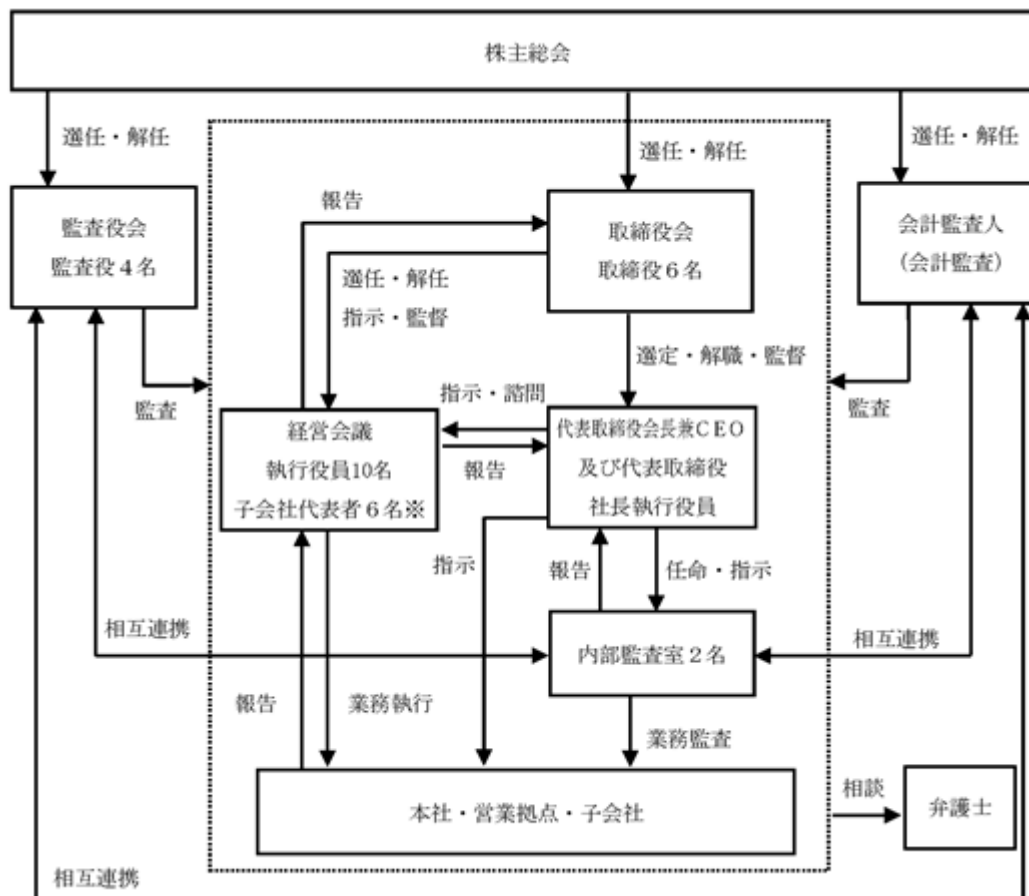 株主総会
選任・解任
選任・解任
選任・解任
監査役会
監査役４名
報告
取締役会
取締役６名
会計監査人
(会計監査)
選任・解任
指示・監督
選定・解職・監督
監査
監査
指示・諮問
報告
経営会議
執行役員10名
子会社代表者６名※
代表取締役会長兼ＣＥＯ
及び代表取締役
社長執行役員
指示
報告
任命・指示
相互連携
内部監査室２名
相互連携
報告
業務執行
業務監査
本社・営業拠点・子会社
相談
弁護士
相互連携